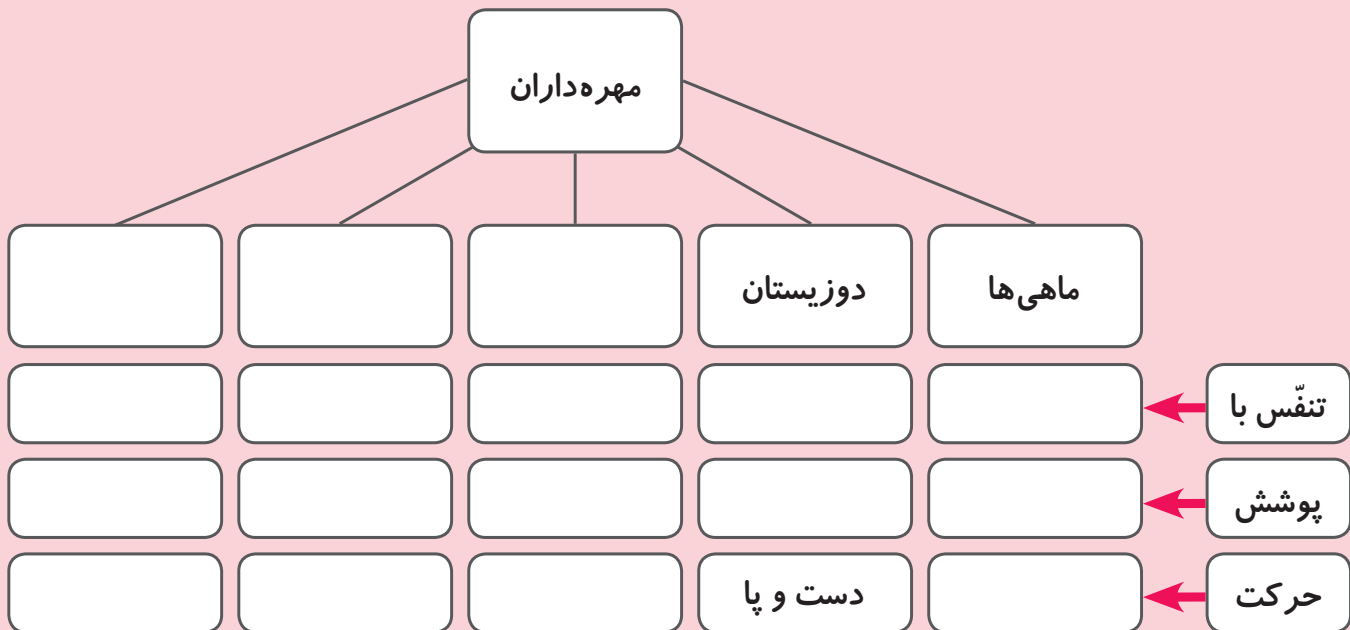 مهره‌داران
ماهی‌ها
دوزیستان
تنفّس با
پوشش
حرکت
دست و پا